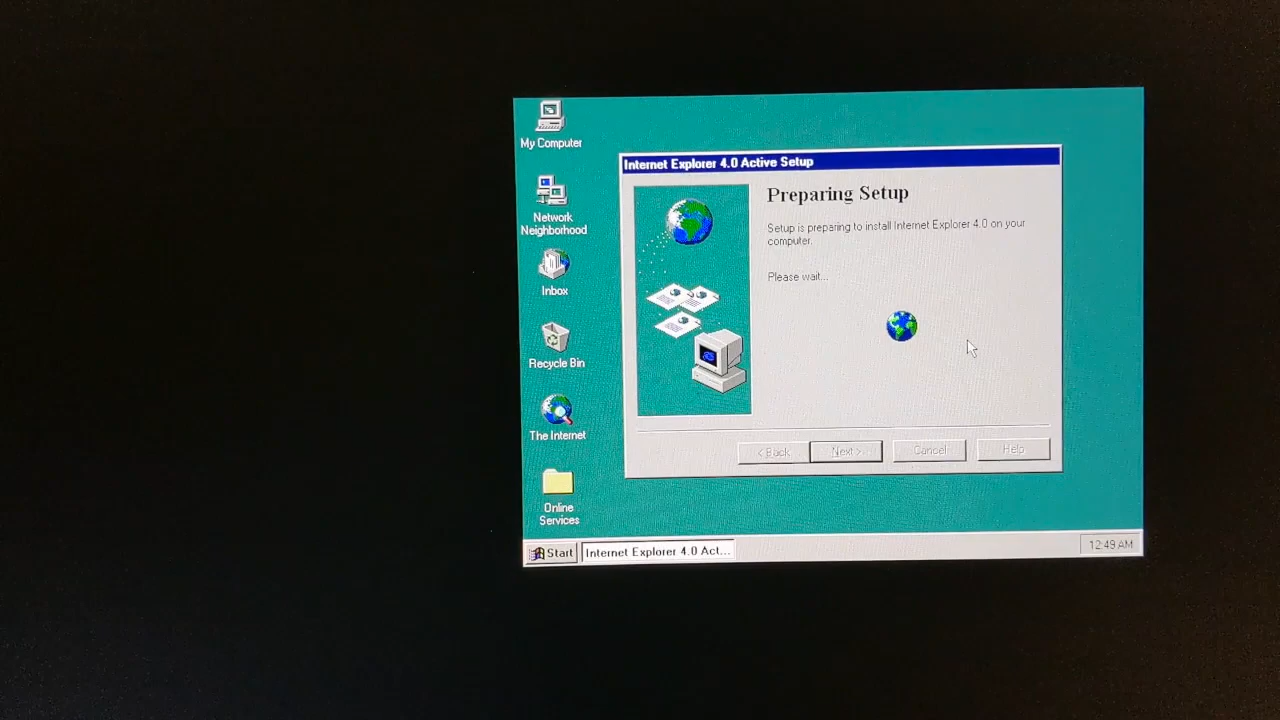 My Computer
Network
Neighborhood
Inbox
Recycle Bin
The Internet
Online
Services
Internet Explorer 4.0 Active Setup
Preparing Setup
Setup is preparing to install Internet Explorer 4.0 on your
computer.
Please wait...
< Back
Next >
Cancel
Help
Start
Internet Explorer 4.0 Act...
12:49 AM